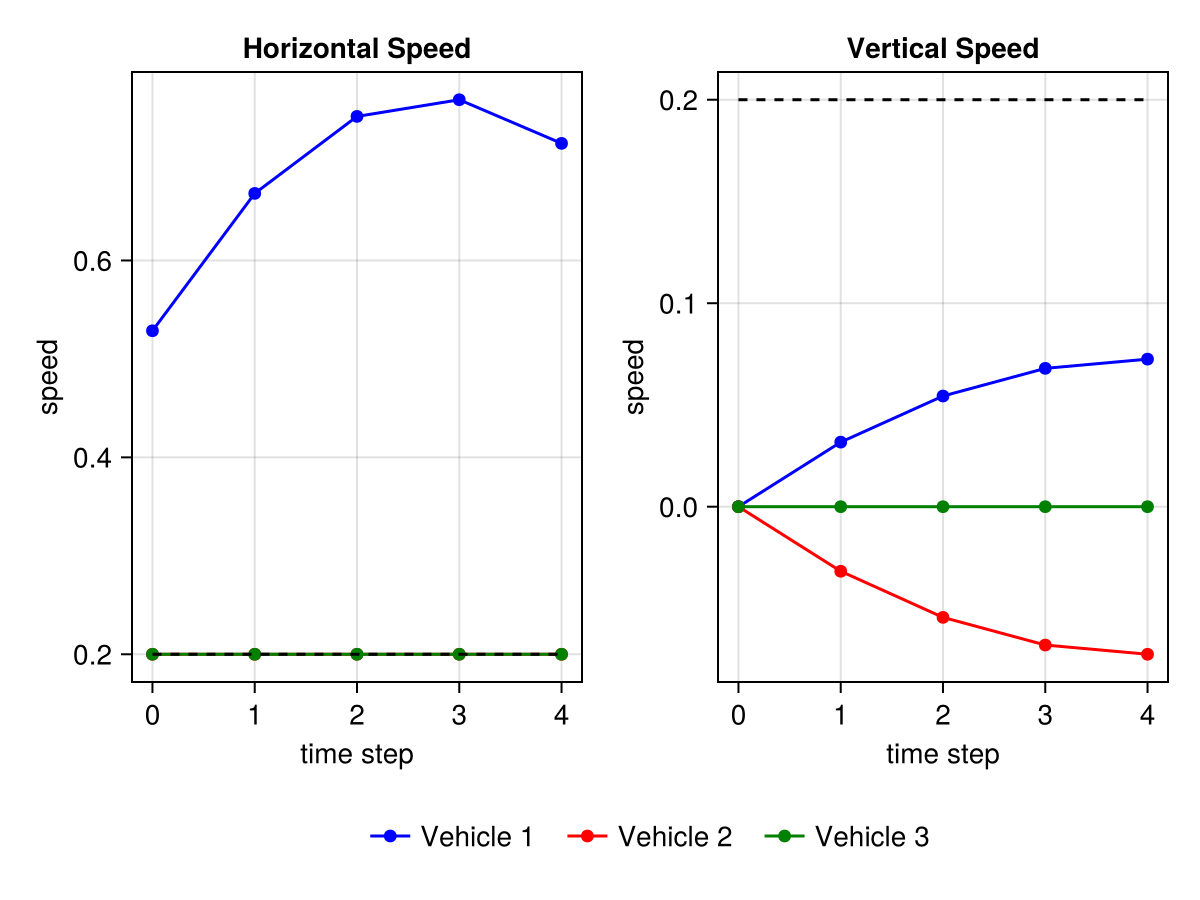 Horizontal Speed
speed
0.6
0.4
0.2
0 1 2 3 4
time step
Vertical Speed
speed
0.2
0.1
0.0
0 1 2 3 4
time step
Vehicle 1 Vehicle 2 Vehicle 3